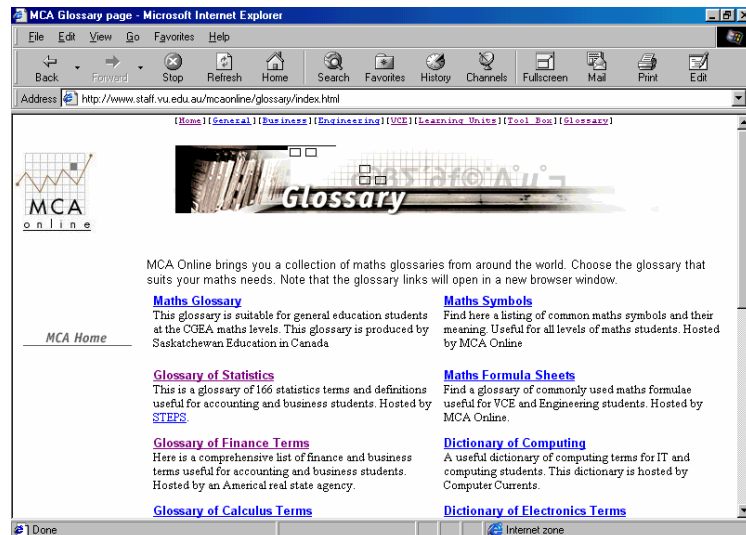 MCA Glossary page - Microsoft Internet Explorer
File Edit View Go Favorites Help
Back Forward Stop Refresh Home Search Favorites History Channels Fullscreen Mail Print Edit
Address http://www.staff.vu.edu.au/mcaonline/glossary/index.html
[Home][General][Business][Engineering][VCE][Learning Units][Tool Box][Glossary]
MCA
online
Glossary
MCA Online brings you a collection of maths glossaries from around the world. Choose the glossary that
suits your maths needs. Note that the glossary links will open in a new browser window.
MCA Home
Maths Glossary
This glossary is suitable for general education students
at the CGEA maths levels. This glossary is produced by
Saskatchewan Education in Canada
Glossary of Statistics
This is a glossary of 166 statistics terms and definitions
useful for accounting and business students. Hosted by
STEPS.
Glossary of Finance Terms
Here is a comprehensive list of finance and business
terms useful for accounting and business students.
Hosted by an Americal real state agency.
Glossary of Calculus Terms
Maths Symbols
Find here a listing of common maths symbols and their
meaning. Useful for all levels of maths students. Hosted
by MCA Online
Maths Formula Sheets
Find a glossary of commonly used maths formulae
useful for VCE and Engineering students. Hosted by
MCA Online.
Dictionary of Computing
A useful dictionary of computing terms for IT and
computing students. This dictionary is hosted by
Computer Currents.
Dictionary of Electronics Terms
Done
Internet zone